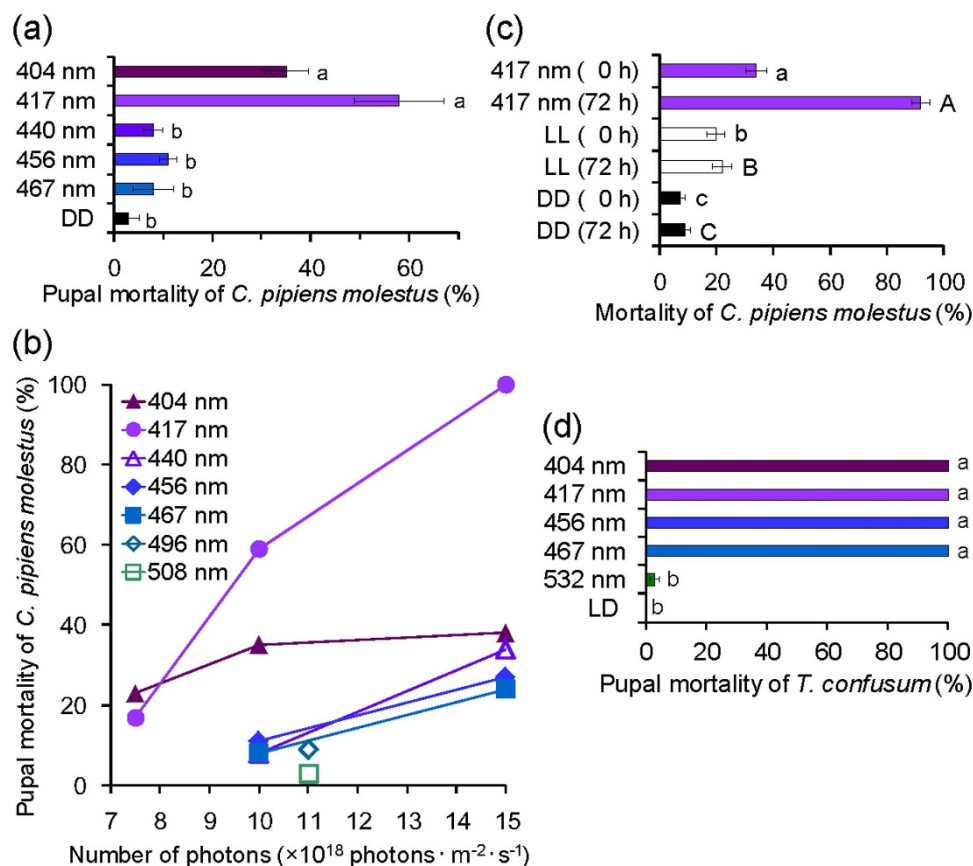 (a)
404 nm a
417 nm a
440 nm b
456 nm b
467 nm b
DD b
0 20 40 60
Pupal mortality of C. pipiens molestus (%)
(c)
417 nm ( 0 h) a
417 nm (72 h) A
LL ( 0 h) b
LL (72 h) B
DD ( 0 h) c
DD (72 h) C
0 20 40 60 80 100
Mortality of C. pipiens molestus (%)
(b)
Pupal mortality of C. pipiens molestus (%)
100
80
60
40
20
0
404 nm
417 nm
440 nm
456 nm
467 nm
496 nm
508 nm
7 8 9 10 11 12 13 14 15
Number of photons (×10¹⁸ photons · m⁻² · s⁻¹)
(d)
404 nm a
417 nm a
456 nm a
467 nm a
532 nm b
LD b
0 20 40 60 80 100
Pupal mortality of T. confusum (%)